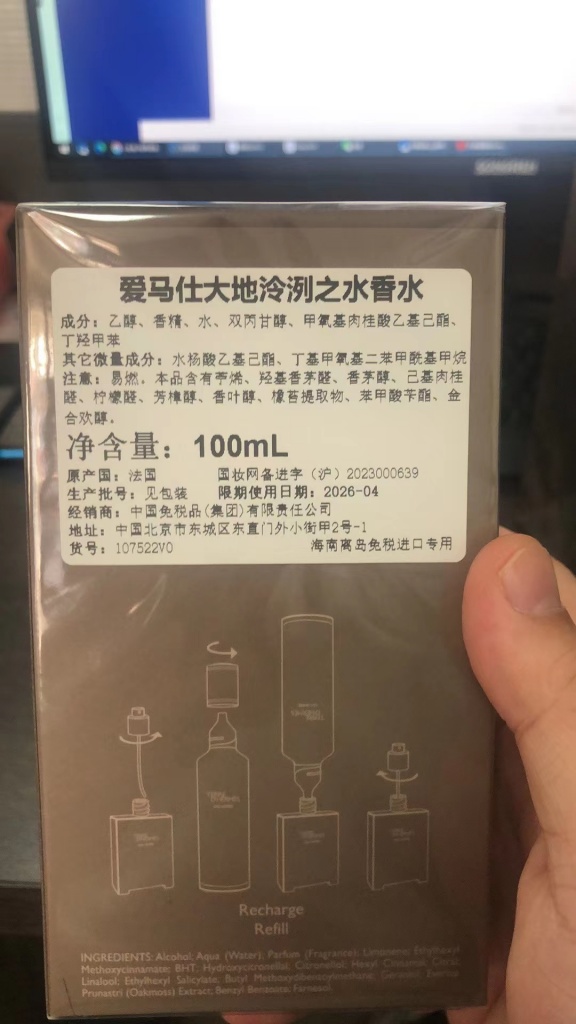 爱马仕大地泠洌之水香水
成分：乙醇、香精、水、双丙甘醇、甲氧基肉桂酸乙基己酯、
丁羟甲苯
其它微量成分：水杨酸乙基己酯、丁基甲氧基二苯甲酰基甲烷
注意：易燃，本品含有苧烯、羟基香茅醛、香茅醇、己基肉桂
醛、柠檬醛、芳樟醇、香叶醇、橡苔提取物、苯甲酸苄酯、金
合欢醇。
净含量：100mL
原产国：法国 国妆网备进字（沪）2023000639
生产批号：见包装 限期使用日期：2026-04
经销商：中国免税品(集团)有限责任公司
地址：中国北京市东城区东直门外小街甲2号-1
货号：107522V0 海南离岛免税进口专用
Recharge
Refill
INGREDIENTS: Alcohol; Aqua (Water); Parfum (Fragrance); Limonene; Ethylhexyl
Methoxycinnamate; BHT; Hydroxycitronellal; Citronellol; Hexyl Cinnamal; Citral;
Linalool; Ethylhexyl Salicylate; Butyl Methoxydibenzoylmethane; Geraniol; Evernia
Prunastri (Oakmoss) Extract; Benzyl Benzoate; Farnesol.